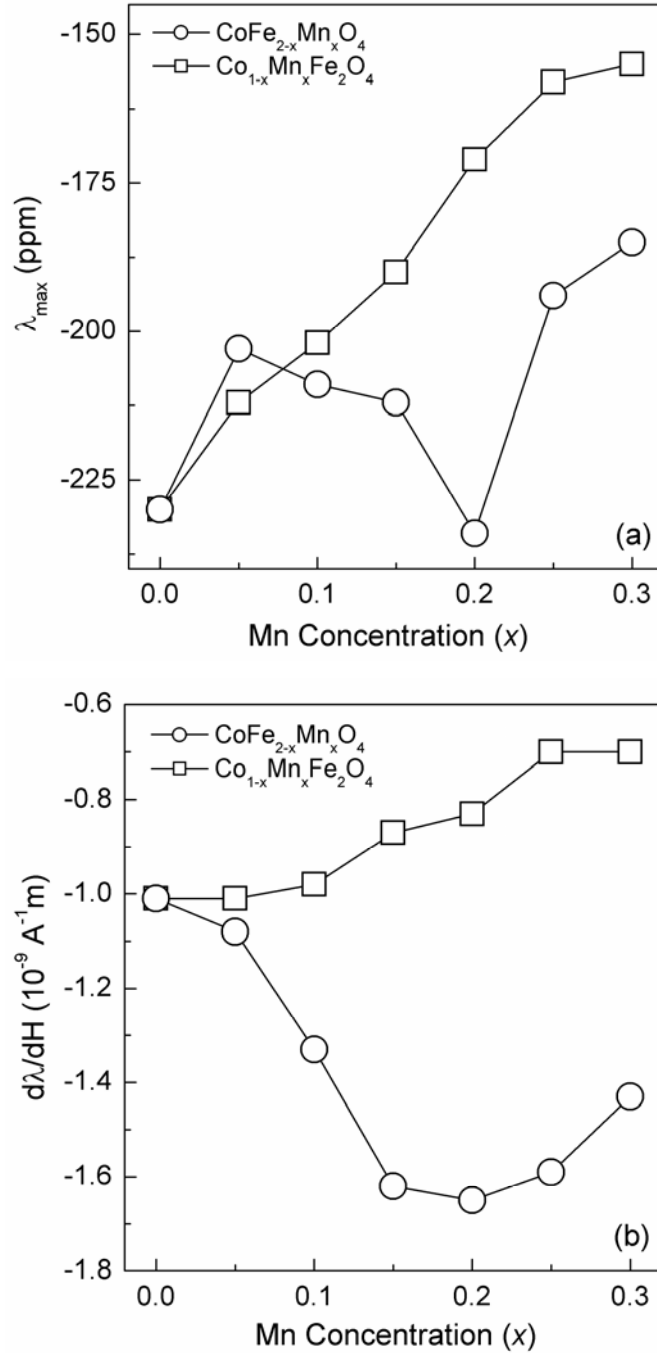 -150
-175
-200
-225
λmax (ppm)
CoFe2-xMnxO4
Co1-xMnxFe2O4
(a)
0.0 0.1 0.2 0.3
Mn Concentration (x)
-0.6
-0.8
-1.0
-1.2
-1.4
-1.6
-1.8
dλ/dH (10-9 A-1m)
CoFe2-xMnxO4
Co1-xMnxFe2O4
(b)
0.0 0.1 0.2 0.3
Mn Concentration (x)